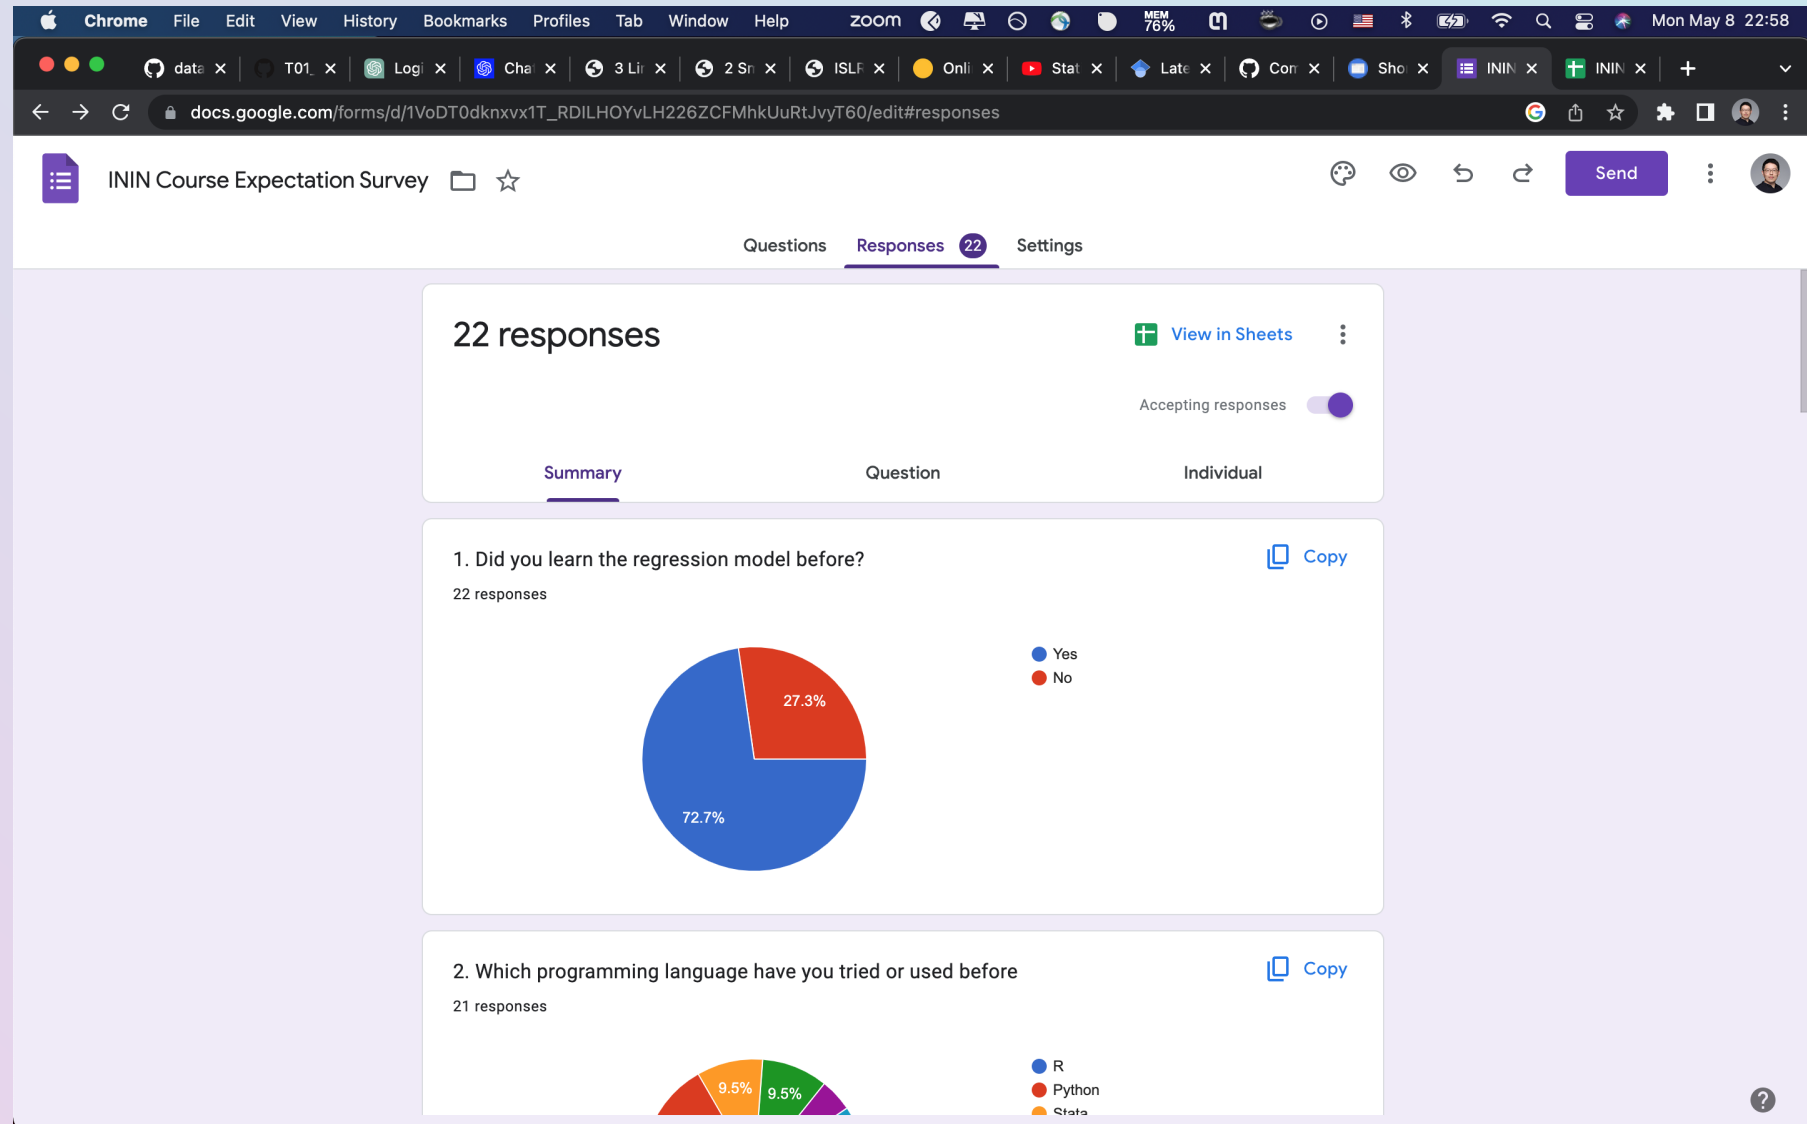 Chrome File Edit View History Bookmarks Profiles Tab Window Help zoom MEM 76% Mon May 8 22:58
data T01_ Logi Cha 3 Lir 2 Sn ISLF Onli Stat Late Con Sho ININ ININ
docs.google.com/forms/d/1VoDT0dknxvx1T_RDILHOYvLH226ZCFMhkUuRtJvyT60/edit#responses
ININ Course Expectation Survey
Send
Questions Responses 22 Settings
22 responses
View in Sheets
Accepting responses
Summary Question Individual
1. Did you learn the regression model before?
Copy
22 responses
Yes
No
27.3%
72.7%
2. Which programming language have you tried or used before
Copy
21 responses
R
Python
Stata
9.5%
9.5%